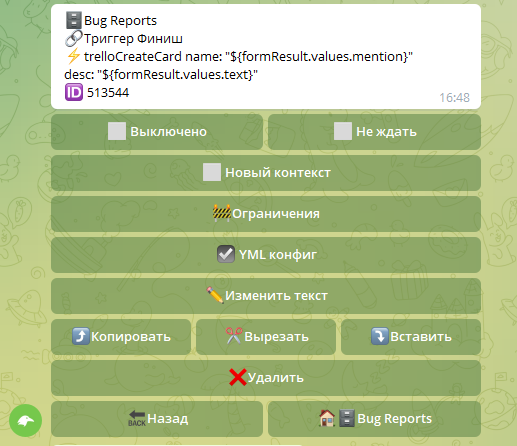 🗄Bug Reports
🔗Триггер Финиш
⚡trelloCreateCard name: "${formResult.values.mention}"
desc: "${formResult.values.text}"
🆔 513544
16:48
⬜ Выключено
⬜ Не ждать
⬜ Новый контекст
🚧Ограничения
☑ YML конфиг
✏Изменить текст
⤴Копировать
✂Вырезать
⤵Вставить
❌Удалить
🔙Назад
🏠🗄Bug Reports